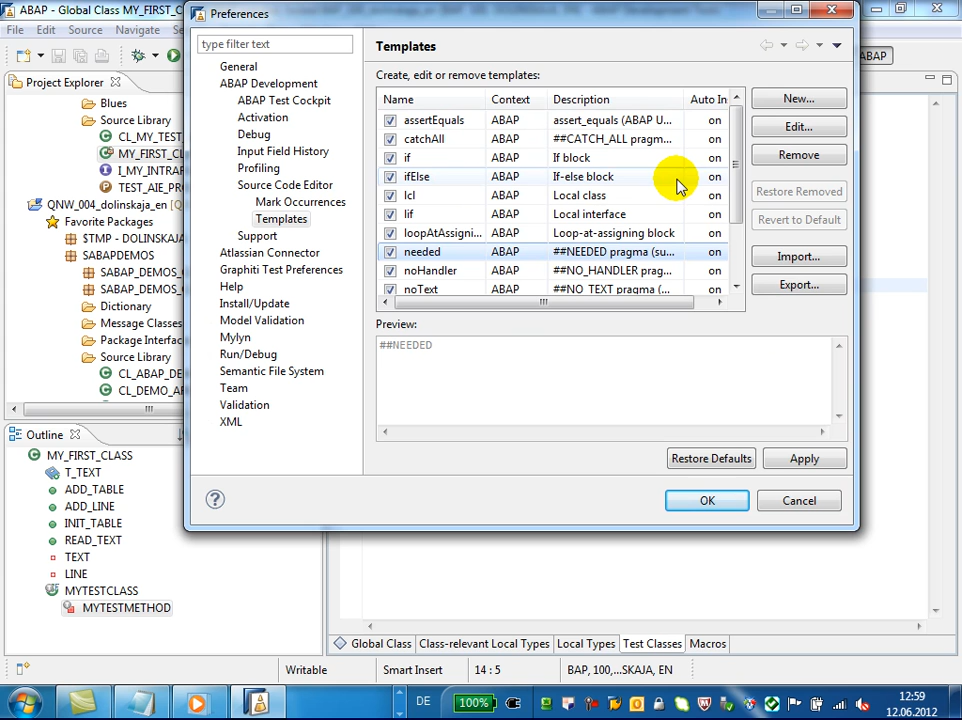 ABAP - Global Class MY_FIRST_C
Preferences
File Edit Source Navigate
type filter text
Templates
ABAP
Project Explorer
Blues
Source Library
CL_MY_TEST_
MY_FIRST_CL
I_MY_INTRAP
TEST_AIE_PRO
QNW_004_dolinskaja_en [Q
Favorite Packages
$TMP - DOLINSKAJA
SABAPDEMOS
SABAP_DEMOS_
SABAP_DEMOS_
Dictionary
Message Classes
Package Interfac
Source Library
CL_ABAP_DE
CL_DEMO_AB
General
ABAP Development
ABAP Test Cockpit
Activation
Debug
Input Field History
Profiling
Source Code Editor
Mark Occurrences
Templates
Support
Atlassian Connector
Graphiti Test Preferences
Help
Install/Update
Model Validation
Mylyn
Run/Debug
Semantic File System
Team
Validation
XML
Create, edit or remove templates:
Name Context Description Auto In
assertEquals ABAP assert_equals (ABAP U... on
catchAll ABAP ##CATCH_ALL pragm... on
if ABAP If block on
ifElse ABAP If-else block on
lcl ABAP Local class on
lif ABAP Local interface on
loopAtAssigni... ABAP Loop-at-assigning block on
needed ABAP ##NEEDED pragma (su... on
noHandler ABAP ##NO_HANDLER prag... on
noText ABAP ##NO_TEXT pragma (... on
New...
Edit...
Remove
Restore Removed
Revert to Default
Import...
Export...
Preview:
##NEEDED
Restore Defaults Apply
OK Cancel
Outline
MY_FIRST_CLASS
T_TEXT
ADD_TABLE
ADD_LINE
INIT_TABLE
READ_TEXT
TEXT
LINE
MYTESTCLASS
MYTESTMETHOD
Global Class Class-relevant Local Types Local Types Test Classes Macros
Writable Smart Insert 14 : 5 BAP, 100,...SKAJA, EN
DE 100% 12:59
12.06.2012